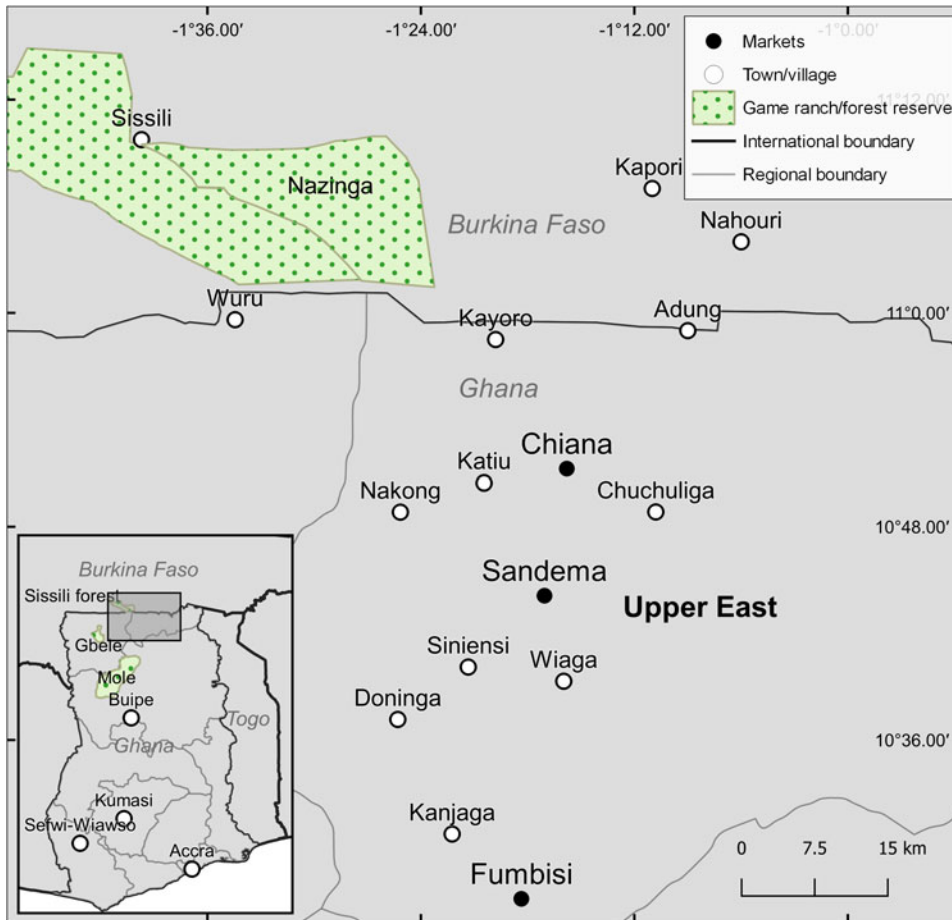 -1°36.00′
-1°24.00′
-1°12.00′
-1°0.00′
Markets
Town/village
Game ranch/forest reserve
International boundary
Regional boundary
11°12.00′
Sissili
Nazinga
Kapori
Burkina Faso
Nahouri
Wuru
Kayoro
Adung
11°0.00′
Ghana
Chiana
Katiu
Nakong
Chuchuliga
10°48.00′
Sandema
Upper East
Siniensi
Wiaga
Doninga
10°36.00′
Kanjaga
Fumbisi
0 7.5 15 km
Burkina Faso
Sissili forest
Gbele
Mole
Buipe
Togo
Ghana
Kumasi
Sefwi-Wiawso
Accra